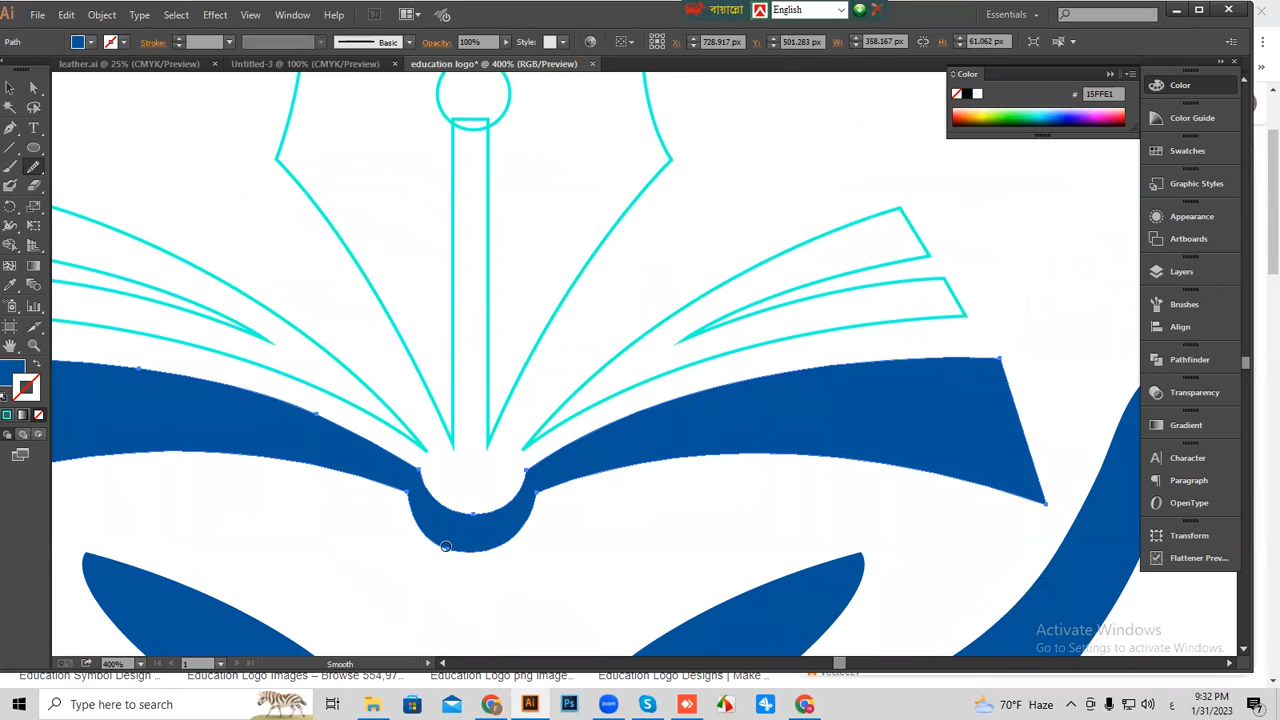 Ai File Edit Object Type Select Effect View Window Help Br বায়ান্নো English Essentials
Path Stroke: Basic Opacity: 100% Style: X: 728.917 px Y: 501.283 px W: 358.167 px H: 61.062 px
leather.ai @ 25% (CMYK/Preview) × Untitled-3 @ 100% (CMYK/Preview) × education logo* @ 400% (RGB/Preview) ×
Color
# 15FFE1
Color
Color Guide
Swatches
Graphic Styles
Appearance
Artboards
Layers
Brushes
Align
Pathfinder
Transparency
Gradient
Character
Paragraph
OpenType
Transform
Flattener Prev...
Activate Windows
Go to Settings to activate Windows.
400% 1 Smooth
Education Symbol Design ... Education Logo Images – Browse 554,97... Education Logo png image... Education Logo Designs | Make ...
Type here to search
70°F Haze
9:32 PM
1/31/2023